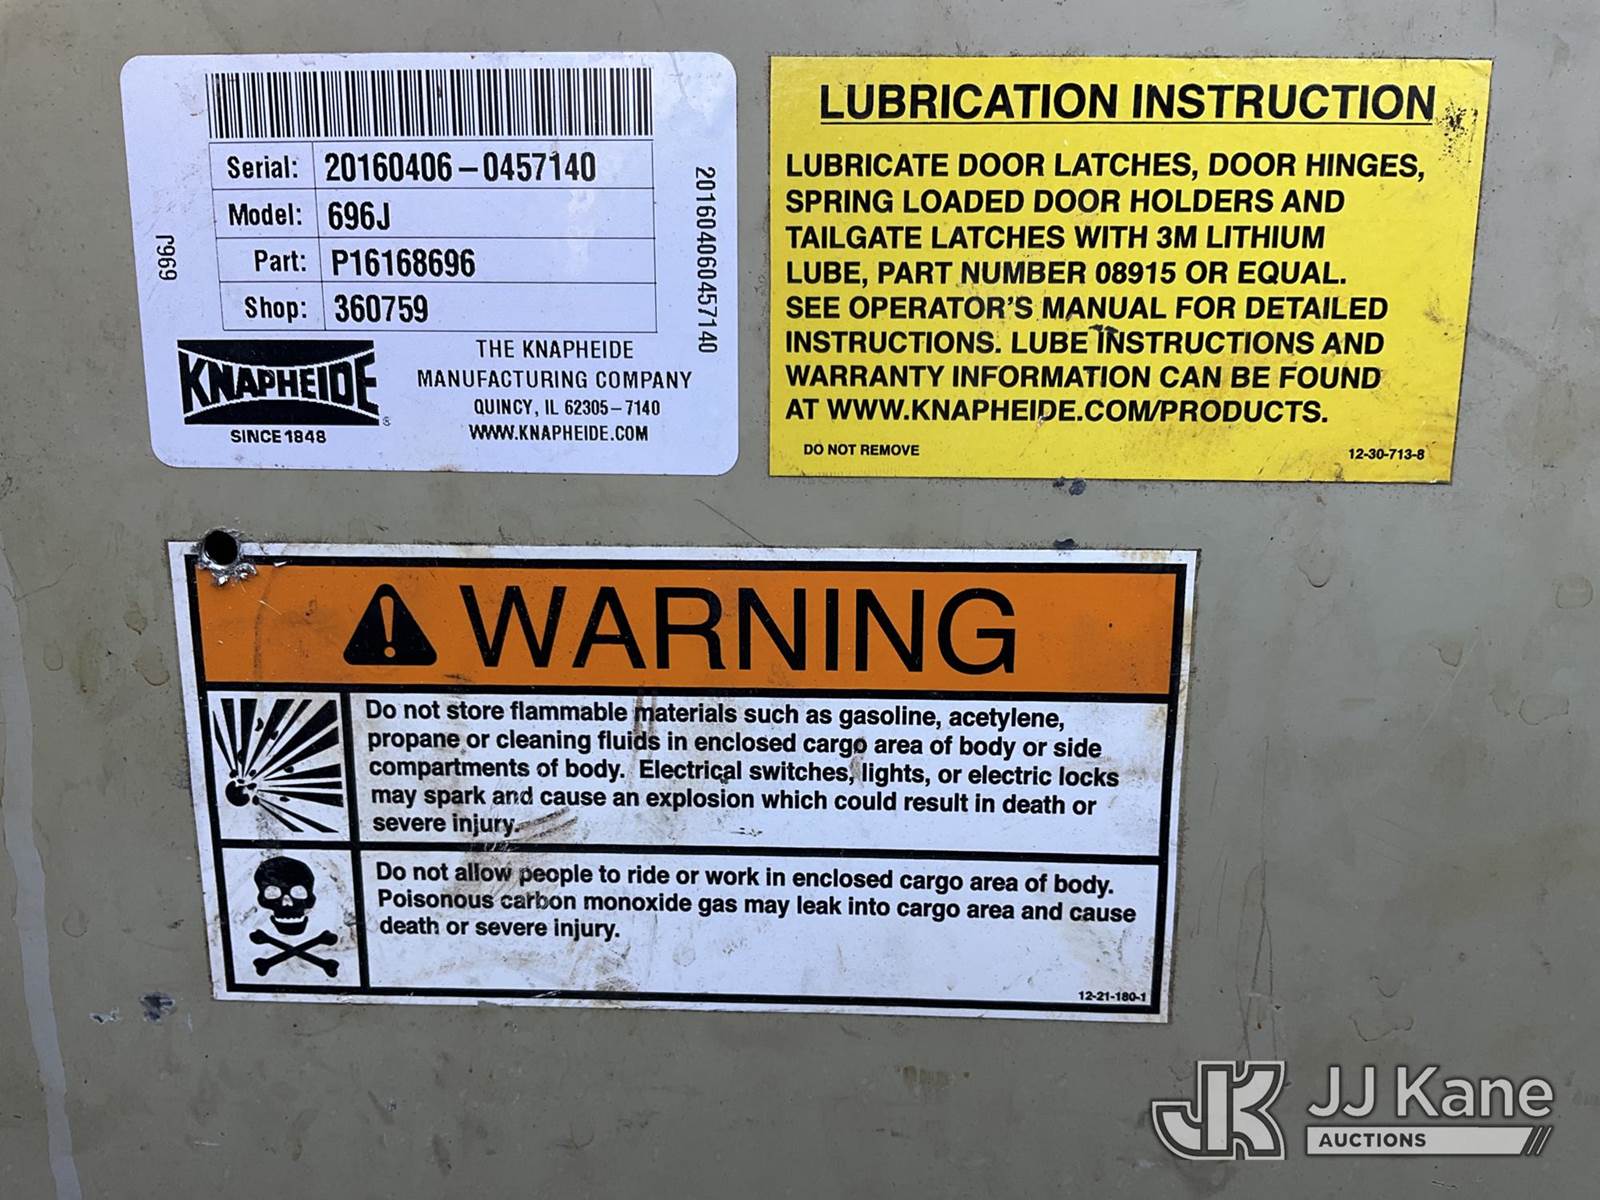 Serial: 20160406-0457140
Model: 696J
Part: P16168696
Shop: 360759
696J
201604060457140
KNAPHEIDE®
SINCE 1848
THE KNAPHEIDE
MANUFACTURING COMPANY
QUINCY, IL 62305-7140
WWW.KNAPHEIDE.COM
LUBRICATION INSTRUCTION
LUBRICATE DOOR LATCHES, DOOR HINGES,
SPRING LOADED DOOR HOLDERS AND
TAILGATE LATCHES WITH 3M LITHIUM
LUBE, PART NUMBER 08915 OR EQUAL.
SEE OPERATOR'S MANUAL FOR DETAILED
INSTRUCTIONS. LUBE INSTRUCTIONS AND
WARRANTY INFORMATION CAN BE FOUND
AT WWW.KNAPHEIDE.COM/PRODUCTS.
DO NOT REMOVE
12-30-713-8
WARNING
Do not store flammable materials such as gasoline, acetylene,
propane or cleaning fluids in enclosed cargo area of body or side
compartments of body. Electrical switches, lights, or electric locks
may spark and cause an explosion which could result in death or
severe injury.
Do not allow people to ride or work in enclosed cargo area of body.
Poisonous carbon monoxide gas may leak into cargo area and cause
death or severe injury.
12-21-180-1
JK JJ Kane
AUCTIONS